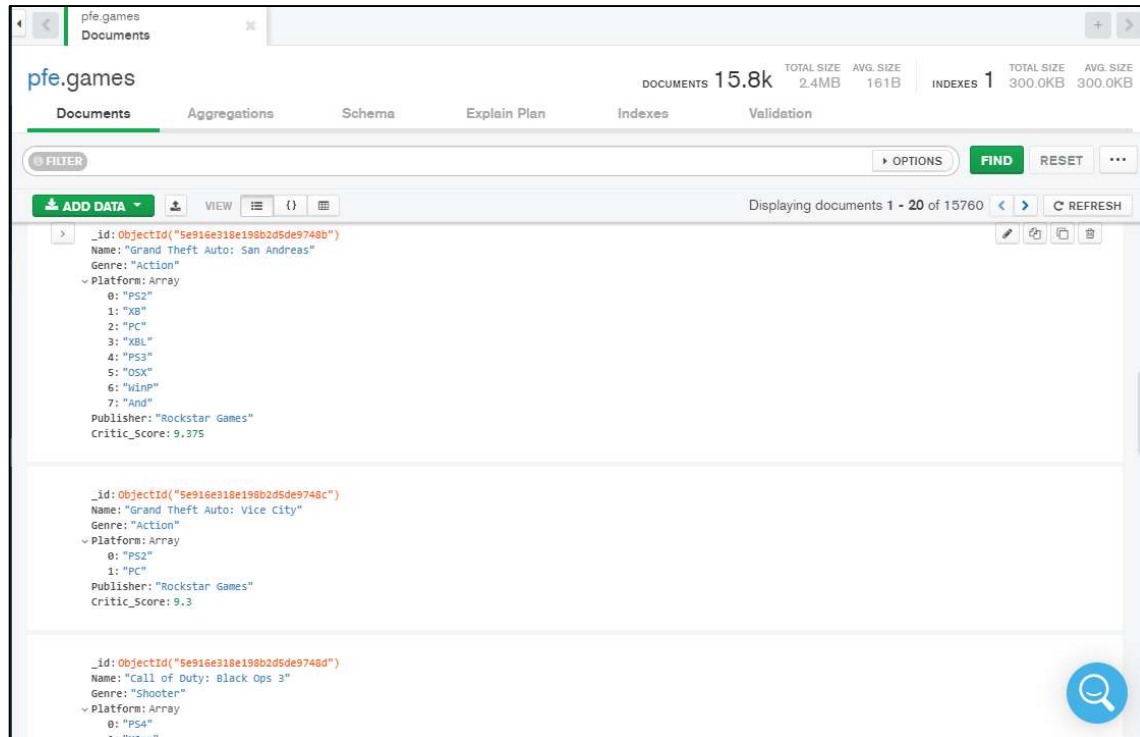 pfe.games
Documents
pfe.games
DOCUMENTS 15.8k TOTAL SIZE 2.4MB AVG. SIZE 161B INDEXES 1 TOTAL SIZE 300.0KB AVG. SIZE 300.0KB
Documents Aggregations Schema Explain Plan Indexes Validation
FILTER OPTIONS FIND RESET ...
ADD DATA VIEW {} Displaying documents 1 - 20 of 15760 < > REFRESH
_id: ObjectId("5e916e318e198b2d5de9748b")
Name: "Grand Theft Auto: San Andreas"
Genre: "Action"
Platform: Array
0: "PS2"
1: "XB"
2: "PC"
3: "XBL"
4: "PS3"
5: "OSX"
6: "WinP"
7: "And"
Publisher: "Rockstar Games"
Critic_Score: 9.375
_id: ObjectId("5e916e318e198b2d5de9748c")
Name: "Grand Theft Auto: Vice City"
Genre: "Action"
Platform: Array
0: "PS2"
1: "PC"
Publisher: "Rockstar Games"
Critic_Score: 9.3
_id: ObjectId("5e916e318e198b2d5de9748d")
Name: "Call of Duty: Black Ops 3"
Genre: "Shooter"
Platform: Array
0: "PS4"